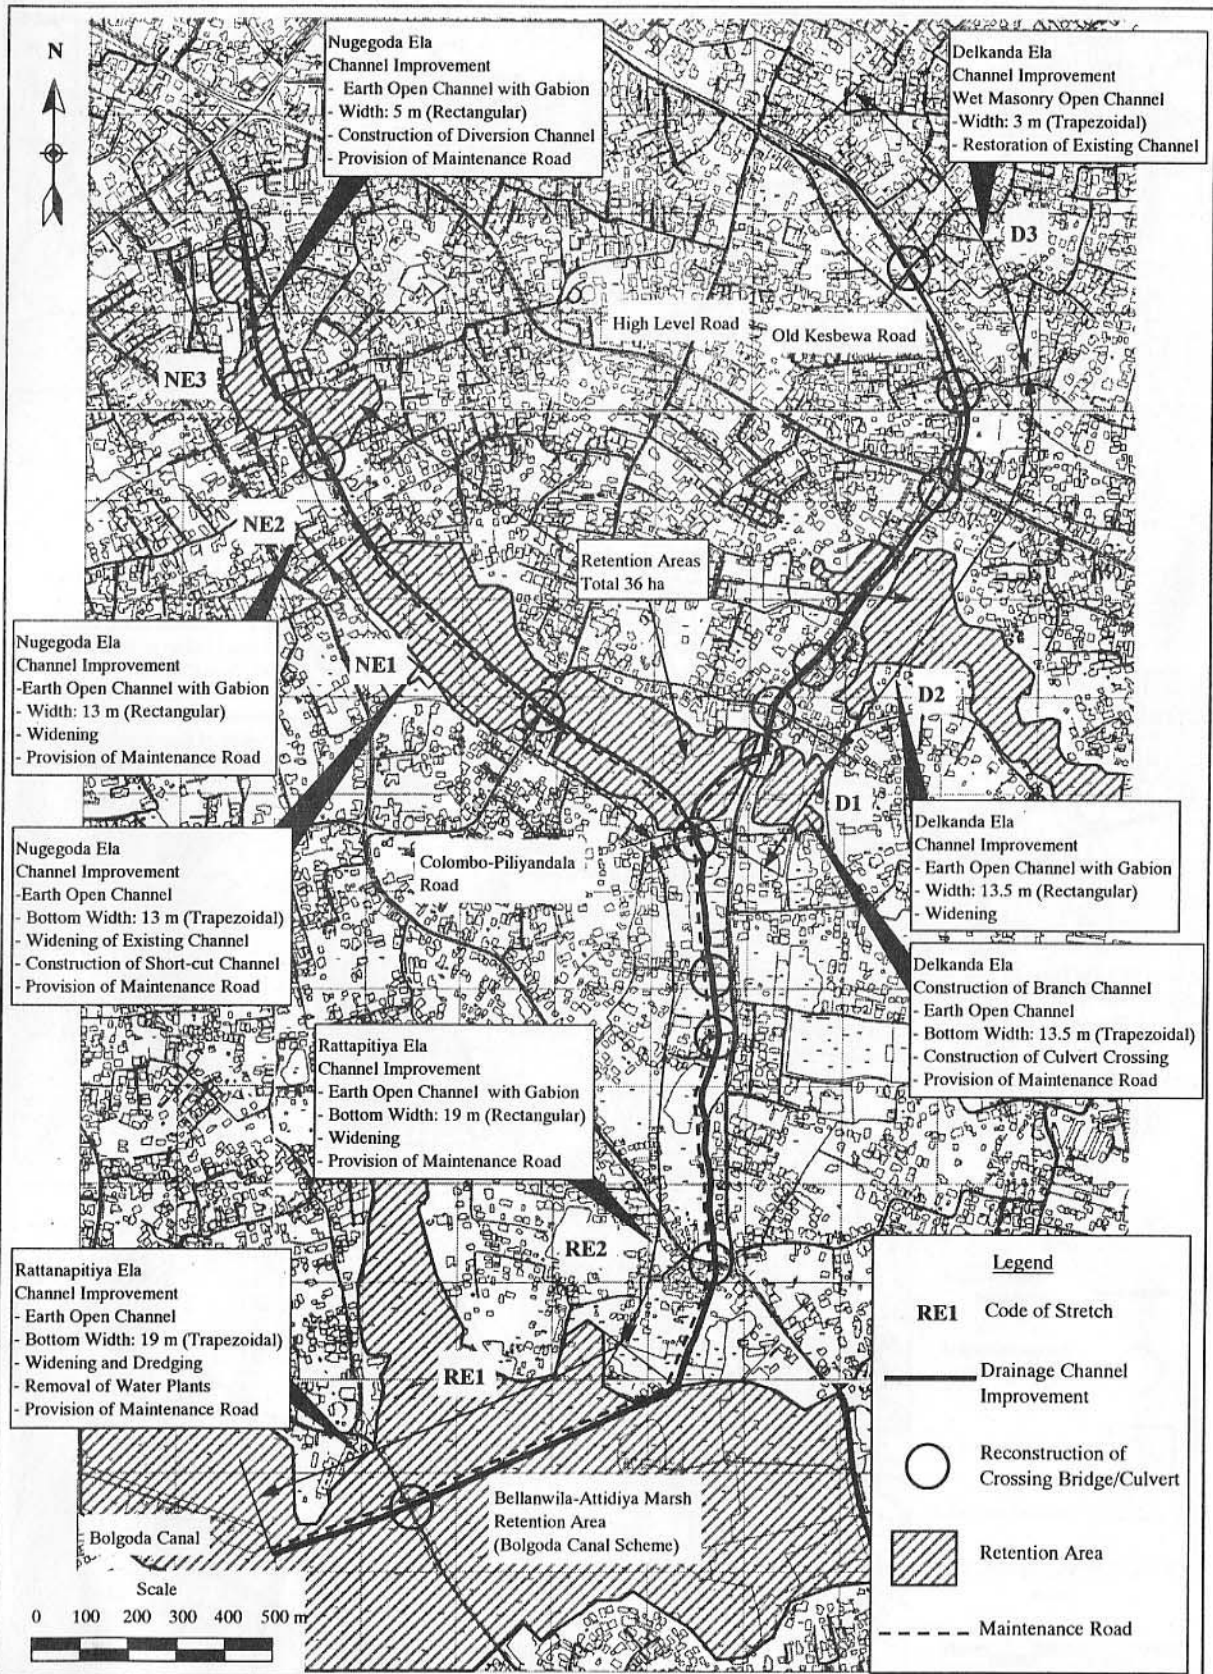 N
Nugegoda Ela
Channel Improvement
- Earth Open Channel with Gabion
- Width: 5 m (Rectangular)
- Construction of Diversion Channel
- Provision of Maintenance Road
Delkanda Ela
Channel Improvement
Wet Masonry Open Channel
-Width: 3 m (Trapezoidal)
- Restoration of Existing Channel
D3
High Level Road
Old Kesbewa Road
NE3
NE2
Retention Areas
Total 36 ha
Nugegoda Ela
Channel Improvement
-Earth Open Channel with Gabion
- Width: 13 m (Rectangular)
- Widening
- Provision of Maintenance Road
NE1
D2
D1
Delkanda Ela
Channel Improvement
- Earth Open Channel with Gabion
- Width: 13.5 m (Rectangular)
- Widening
Nugegoda Ela
Channel Improvement
-Earth Open Channel
- Bottom Width: 13 m (Trapezoidal)
- Widening of Existing Channel
- Construction of Short-cut Channel
- Provision of Maintenance Road
Colombo-Piliyandala
Road
Delkanda Ela
Construction of Branch Channel
- Earth Open Channel
- Bottom Width: 13.5 m (Trapezoidal)
- Construction of Culvert Crossing
- Provision of Maintenance Road
Rattapitiya Ela
Channel Improvement
- Earth Open Channel with Gabion
- Bottom Width: 19 m (Rectangular)
- Widening
- Provision of Maintenance Road
RE2
Rattanapitiya Ela
Channel Improvement
- Earth Open Channel
- Bottom Width: 19 m (Trapezoidal)
- Widening and Dredging
- Removal of Water Plants
- Provision of Maintenance Road
RE1
Bellanwila-Attidiya Marsh
Retention Area
(Bolgoda Canal Scheme)
Bolgoda Canal
Scale
0 100 200 300 400 500 m
Legend
RE1 Code of Stretch
Drainage Channel
Improvement
Reconstruction of
Crossing Bridge/Culvert
Retention Area
Maintenance Road